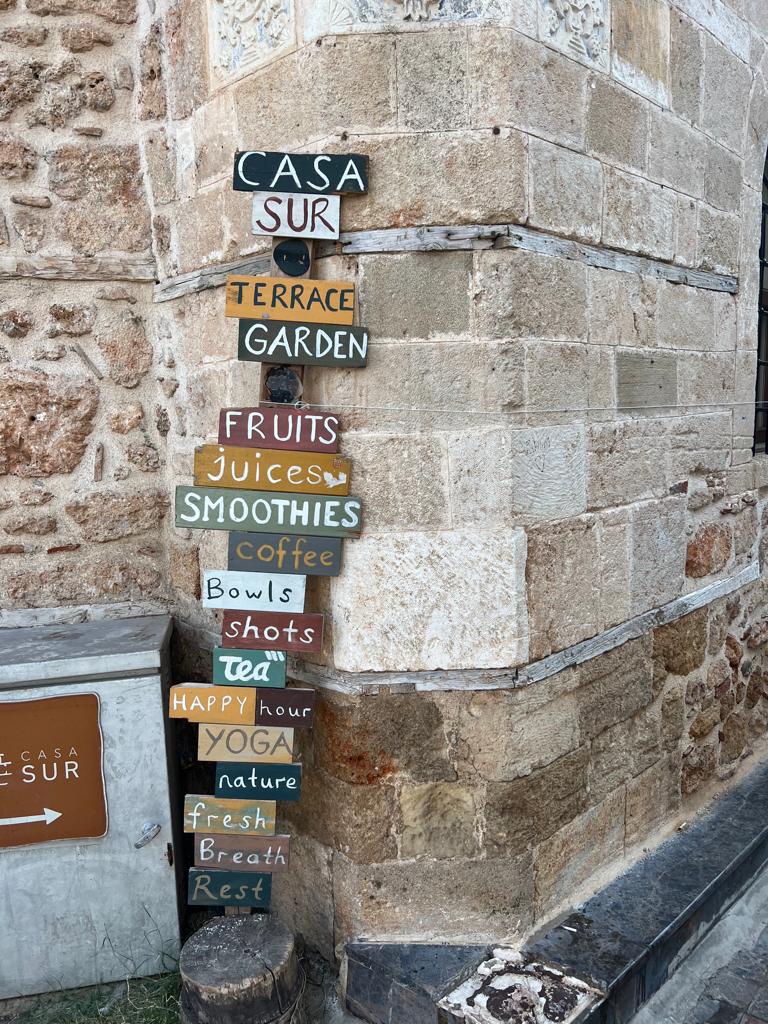 CASA
SUR
TERRACE
GARDEN
FRUITS
juices
SMOOTHIES
coffee
Bowls
shots
tea
HAPPY hour
YOGA
nature
fresh
Breath
Rest
CASA
SUR